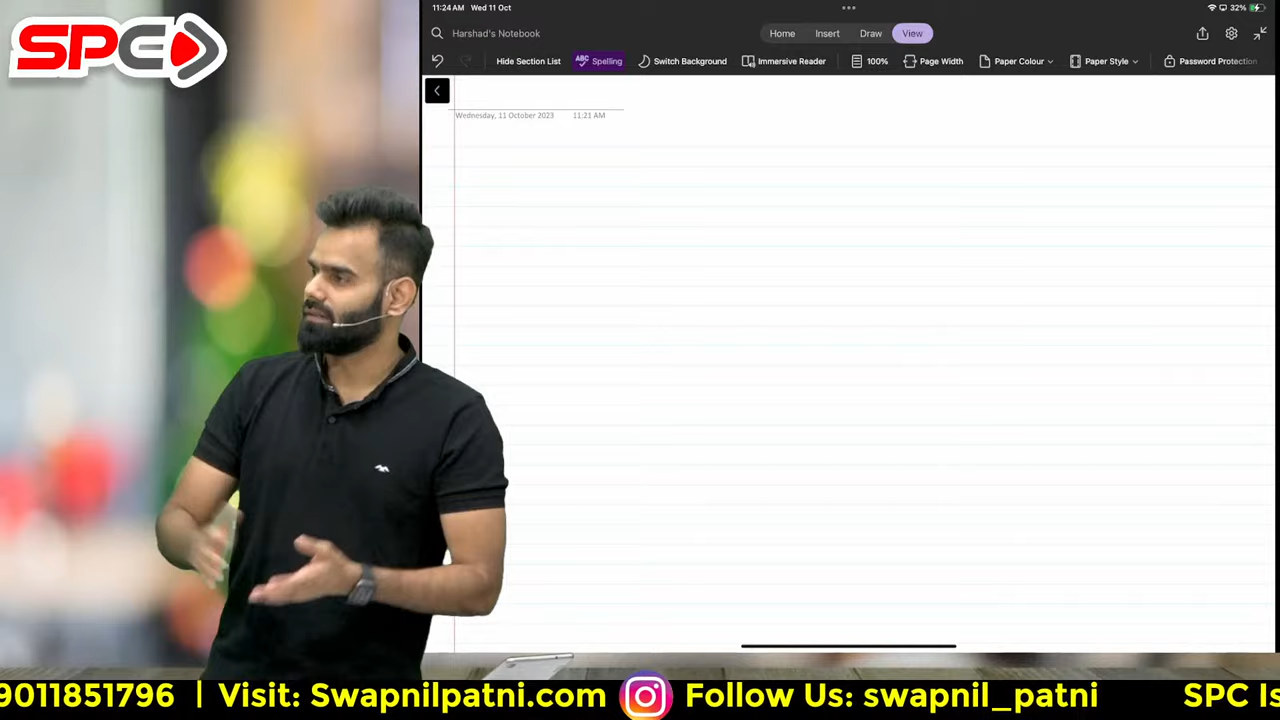 SPC
11:24 AM Wed 11 Oct
32%
Harshad's Notebook
Home Insert Draw View
Hide Section List ABC Spelling Switch Background Immersive Reader 100% Page Width Paper Colour Paper Style Password Protection
Wednesday, 11 October 2023 11:21 AM
9011851796 | Visit: Swapnilpatni.com Follow Us: swapnil_patni SPC Is